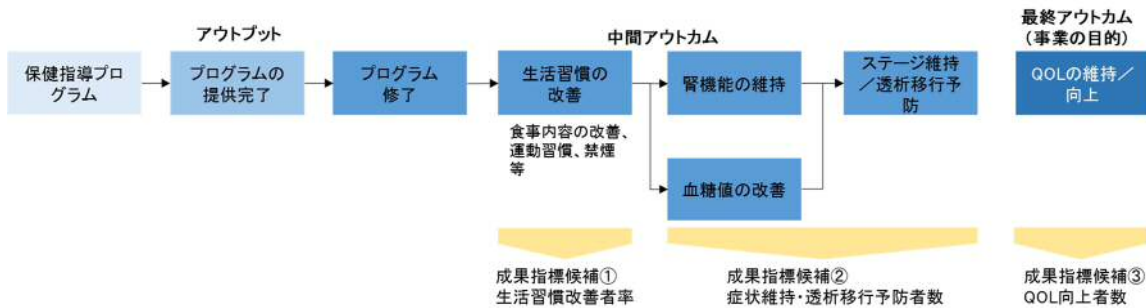 アウトプット
中間アウトカム
最終アウトカム
（事業の目的）
保健指導プロ
グラム
プログラムの
提供完了
プログラム
修了
生活習慣の
改善
腎機能の維持
ステージ維持
／透析移行予
防
QOLの維持／
向上
食事内容の改善、
運動習慣、禁煙
等
血糖値の改善
成果指標候補①
生活習慣改善者率
成果指標候補②
症状維持・透析移行予防者数
成果指標候補③
QOL向上者数